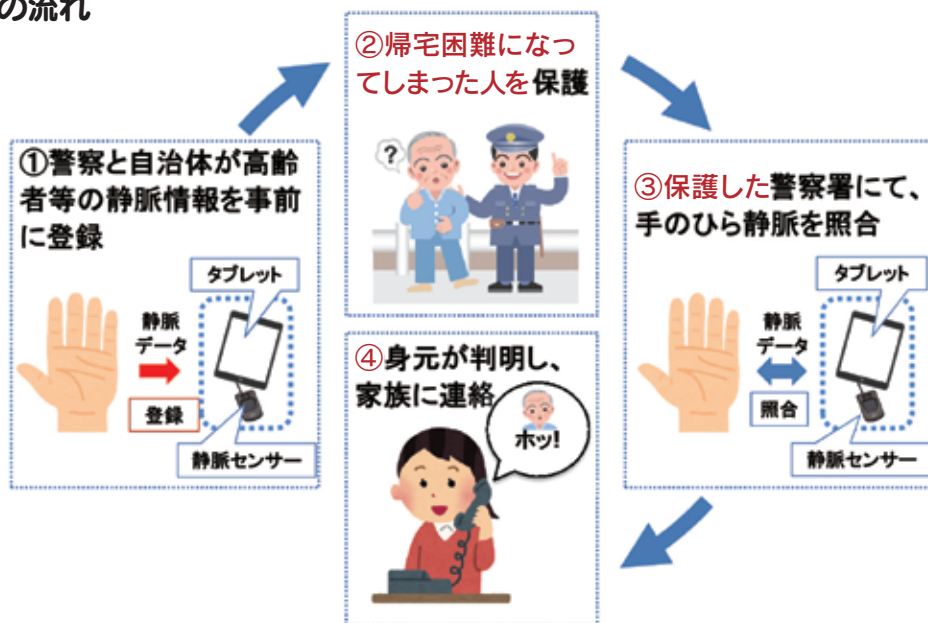 の流れ
①警察と自治体が高齢
者等の静脈情報を事前
に登録
タブレット
静脈
データ
登録
静脈センサー
②帰宅困難になっ
てしまった人を保護
?
③保護した警察署にて、
手のひら静脈を照合
タブレット
静脈
データ
照合
静脈センサー
④身元が判明し、
家族に連絡
ホッ!